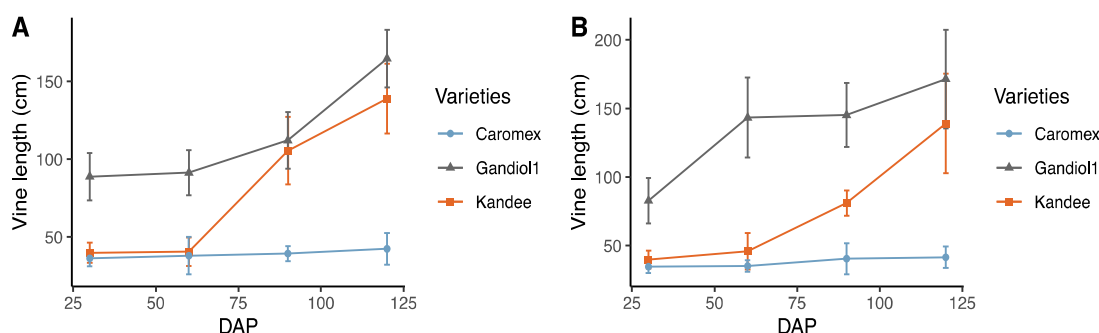 A
Vine length (cm)
150
100
50
25
50
75
100
125
DAP
Varieties
Caromex
Gandiol1
Kandee
B
Vine length (cm)
200
150
100
50
25
50
75
100
125
DAP
Varieties
Caromex
Gandiol1
Kandee